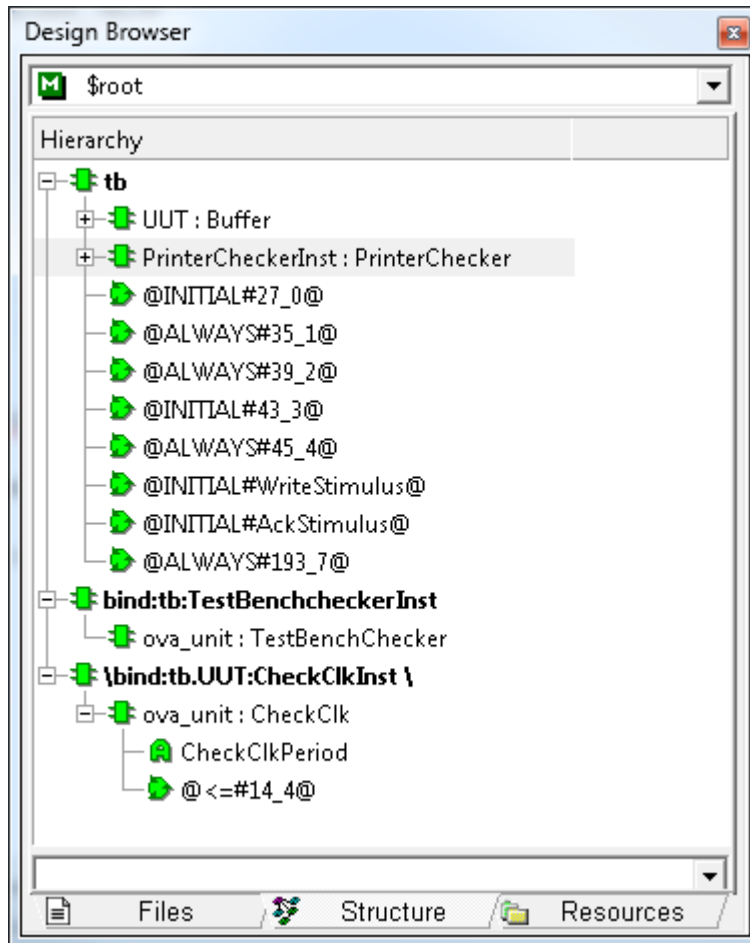 Design Browser
$root
Hierarchy
tb
UUT : Buffer
PrinterCheckerInst : PrinterChecker
@INITIAL#27_0@
@ALWAYS#35_1@
@ALWAYS#39_2@
@INITIAL#43_3@
@ALWAYS#45_4@
@INITIAL#WriteStimulus@
@INITIAL#AckStimulus@
@ALWAYS#193_7@
bind:tb:TestBenchcheckerInst
ova_unit : TestBenchChecker
\bind:tb.UUT:CheckClkInst \
ova_unit : CheckClk
CheckClkPeriod
@<=#14_4@
Files Structure Resources